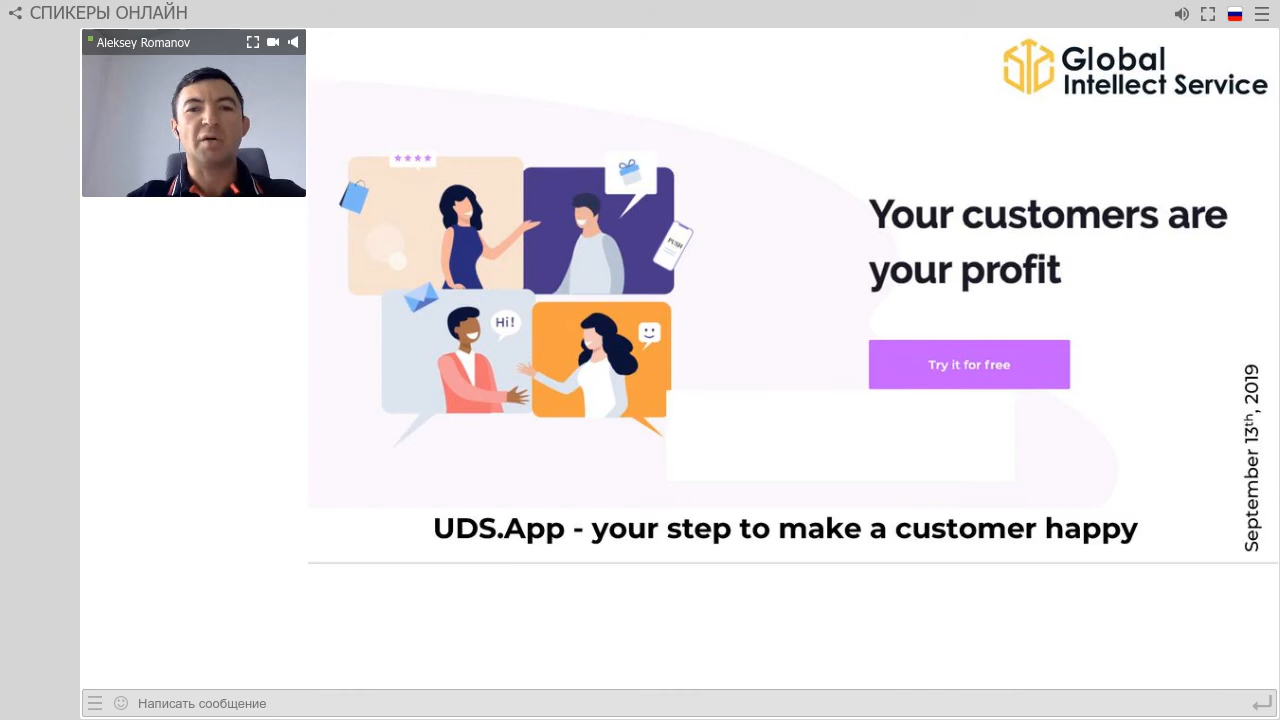 СПИКЕРЫ ОНЛАЙН
Aleksey Romanov
Global
Intellect Service
PUSH
Hi!
Your customers are
your profit
Try it for free
September 13th, 2019
UDS.App - your step to make a customer happy
Написать сообщение